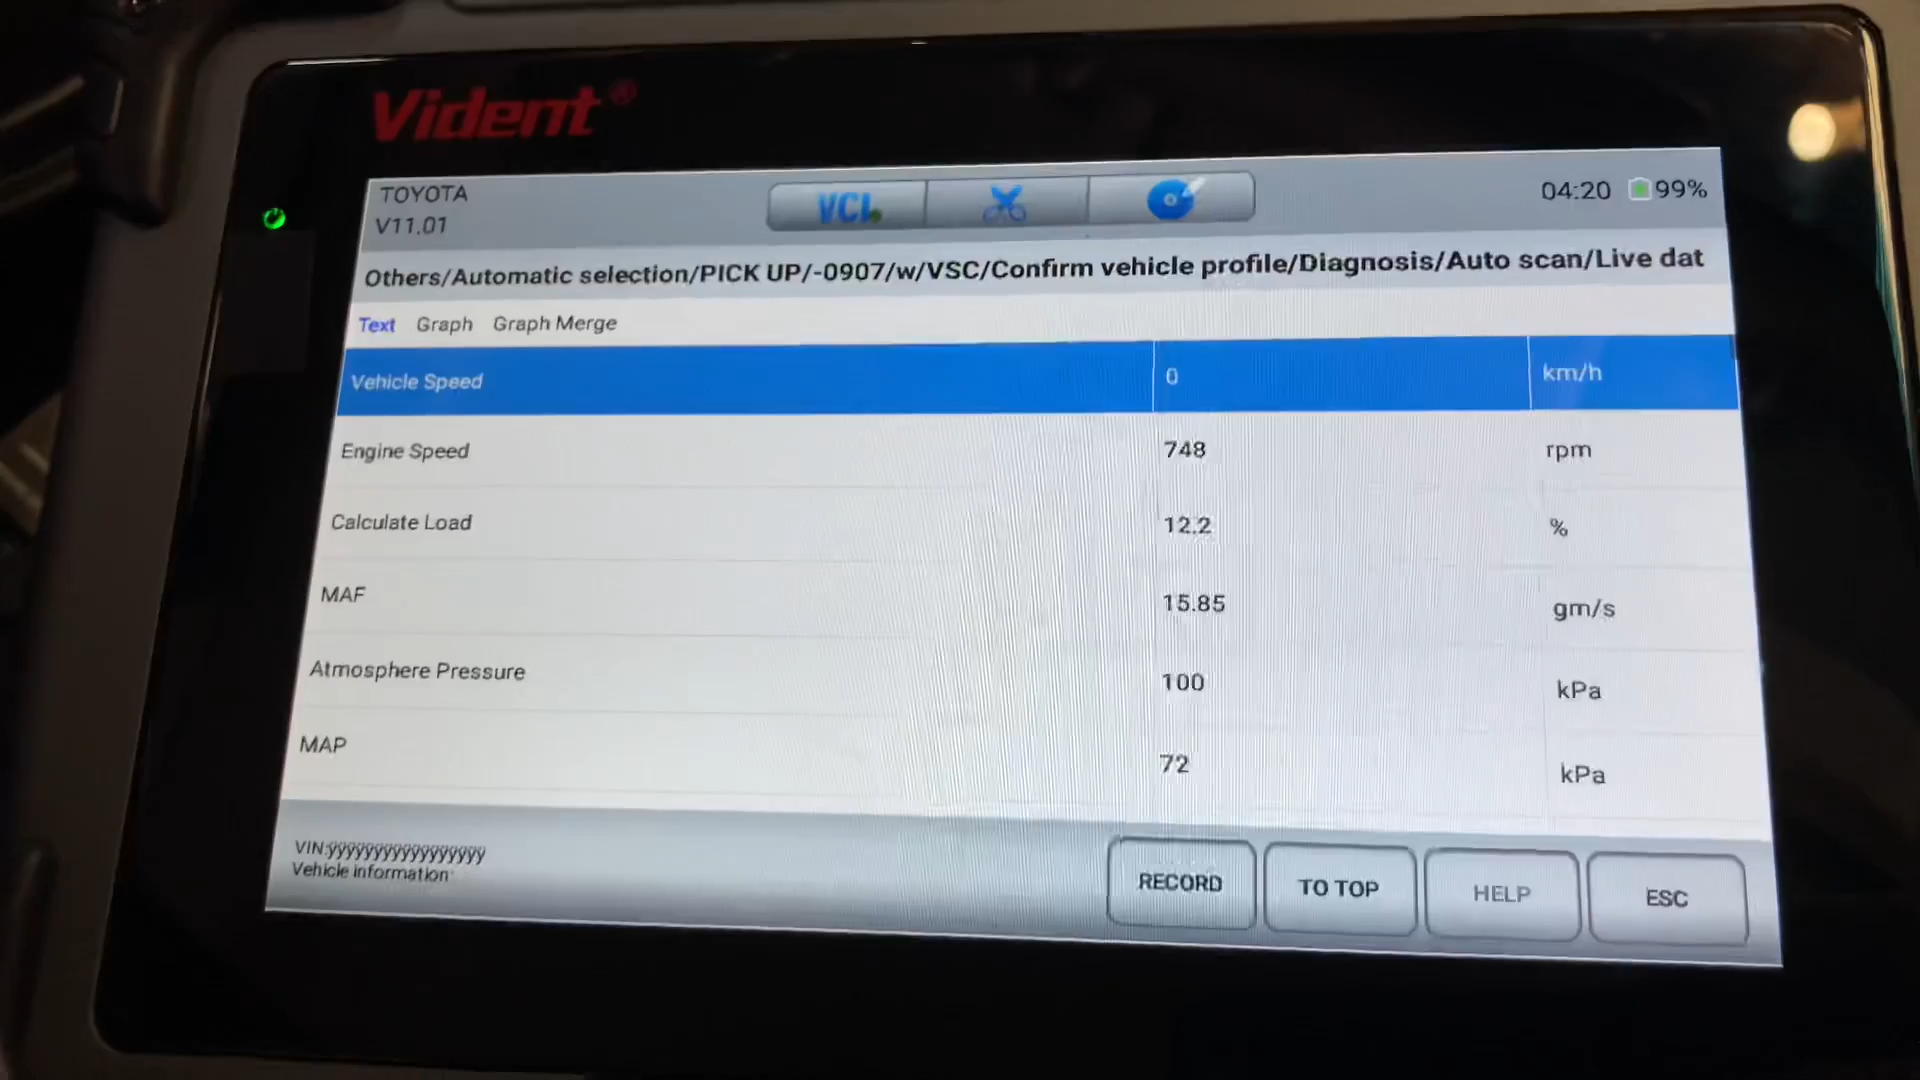 Vident®
TOYOTA
V11.01
VCI
04:20
99%
Others/Automatic selection/PICK UP/-0907/w/VSC/Confirm vehicle profile/Diagnosis/Auto scan/Live dat
Text Graph Graph Merge
Vehicle Speed 0 km/h
Engine Speed 748 rpm
Calculate Load 12.2 %
MAF 15.85 gm/s
Atmosphere Pressure 100 kPa
MAP 72 kPa
VIN:ÿÿÿÿÿÿÿÿÿÿÿÿÿÿÿÿÿ
Vehicle information:
RECORD
TO TOP
HELP
ESC